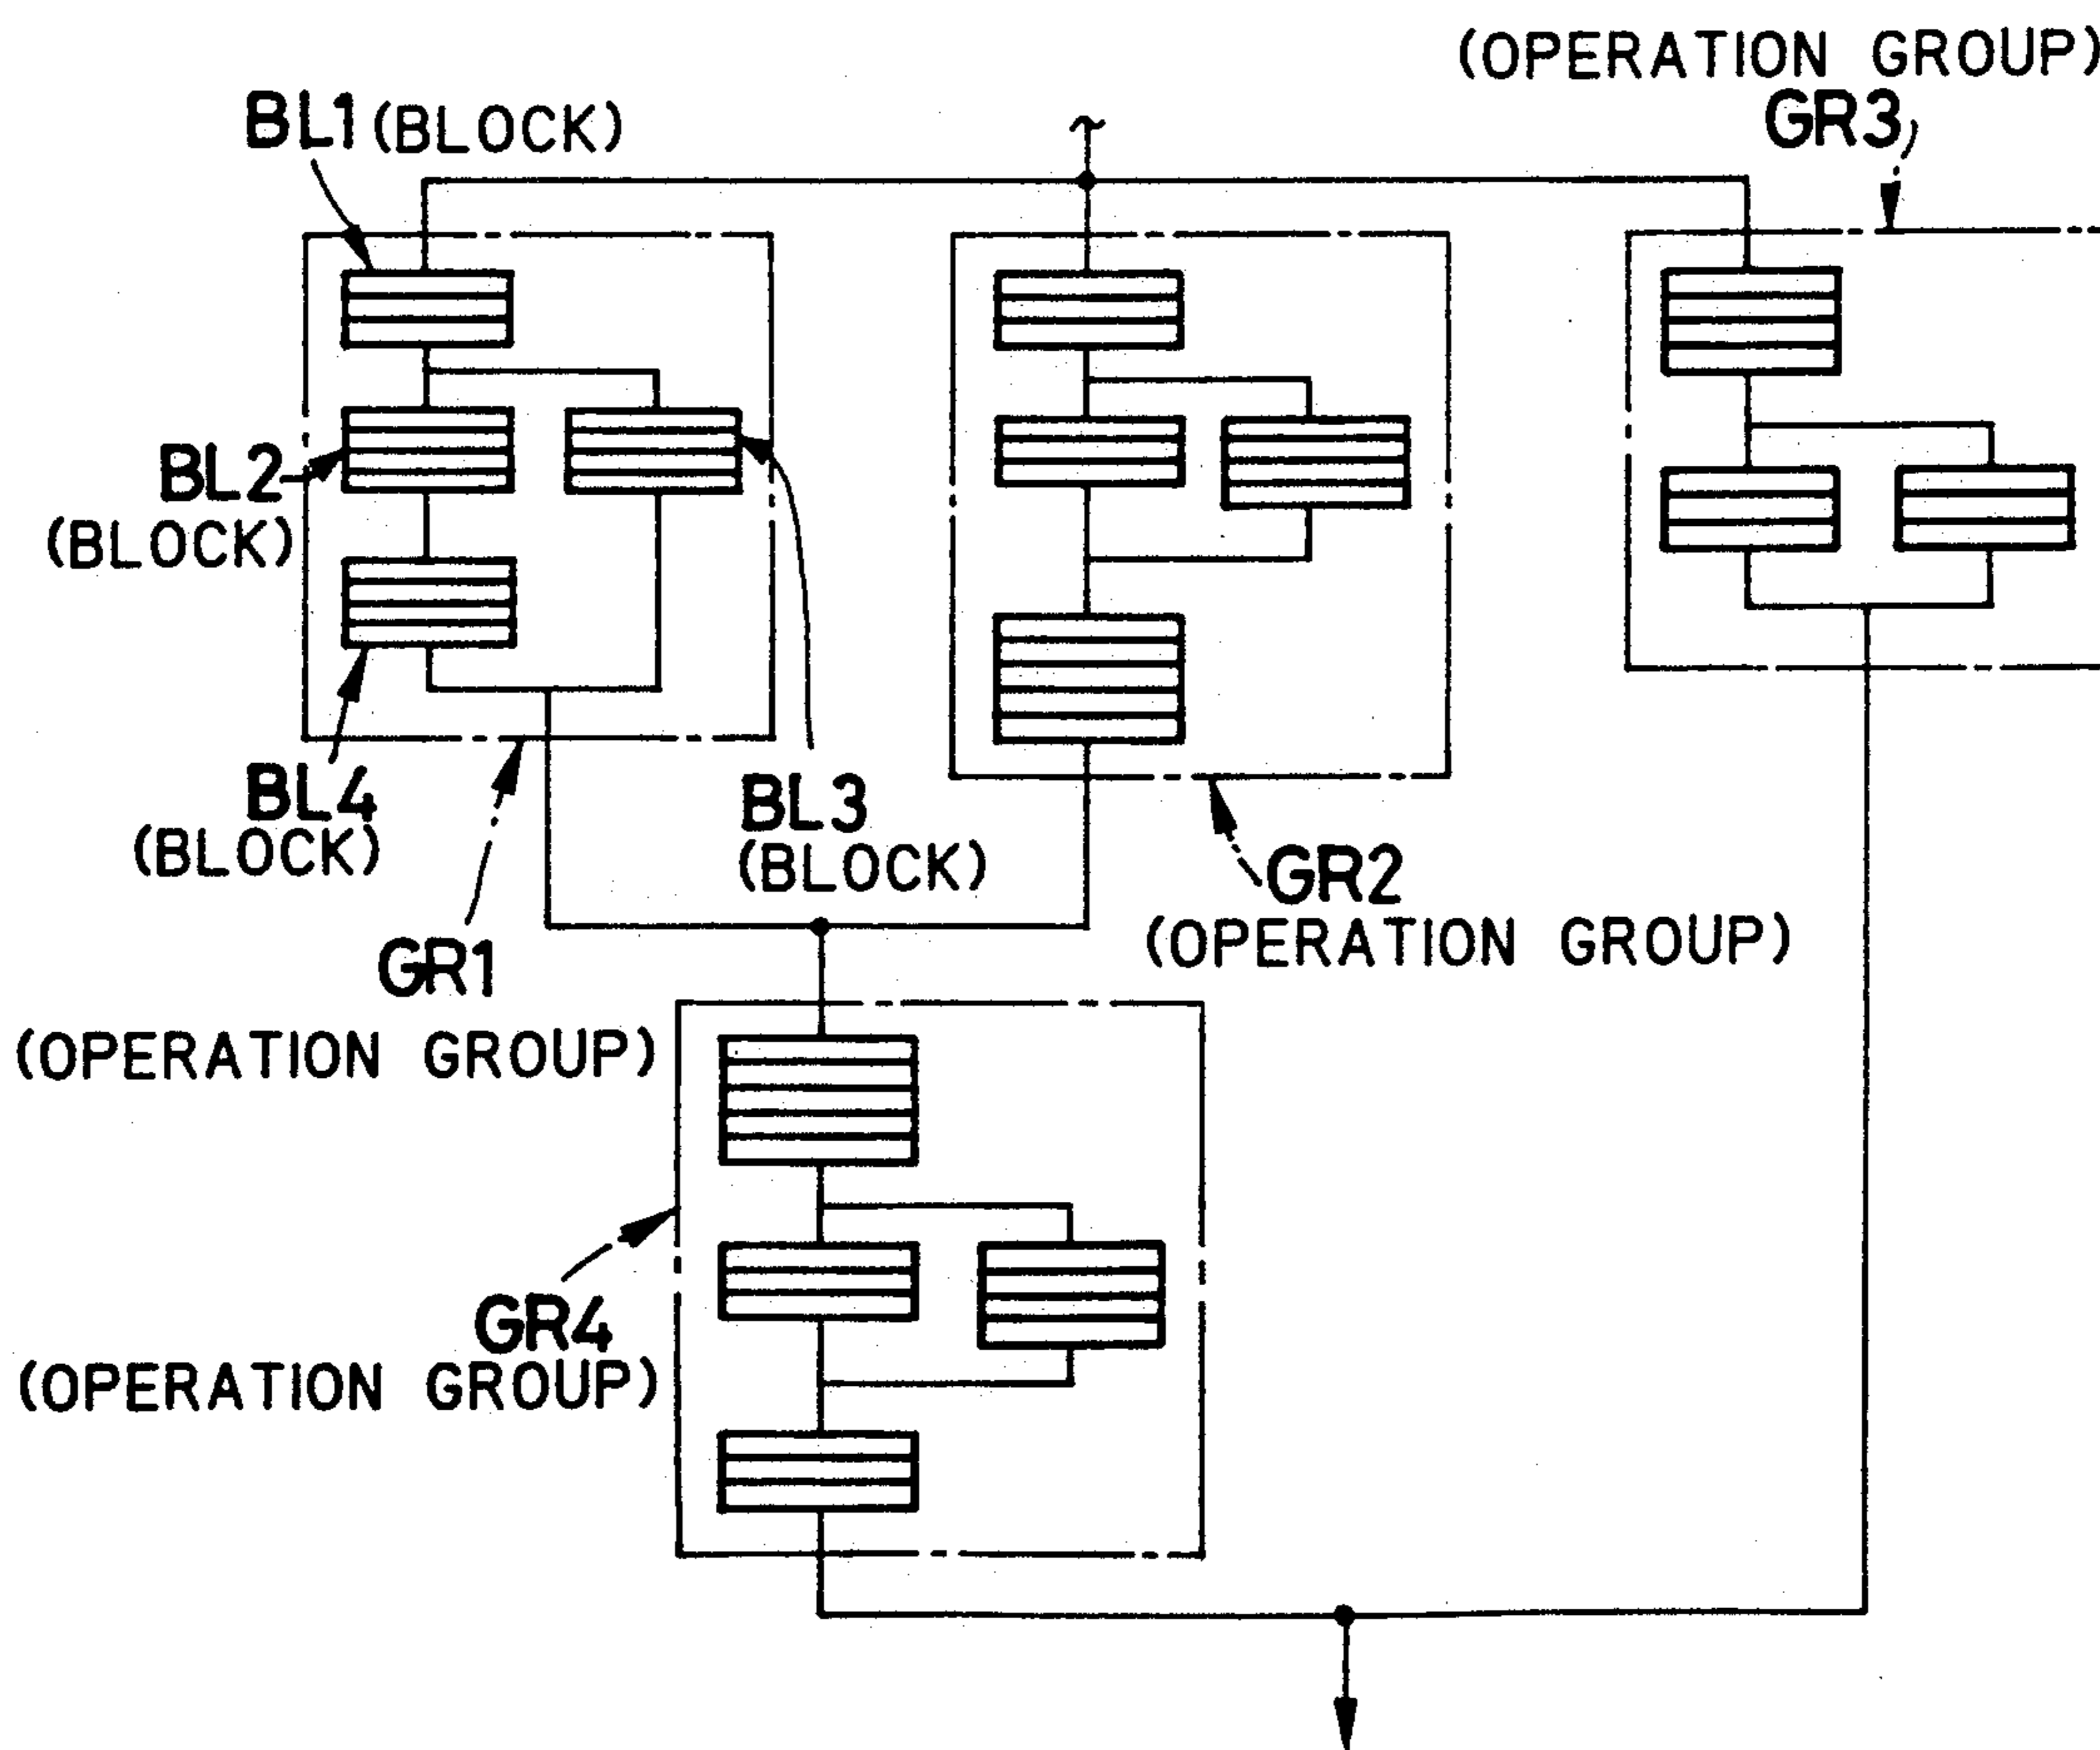 (OPERATION GROUP)
GR3
BL1 (BLOCK)
BL2
(BLOCK)
BL4
(BLOCK)
BL3
(BLOCK)
GR2
(OPERATION GROUP)
GR1
(OPERATION GROUP)
GR4
(OPERATION GROUP)